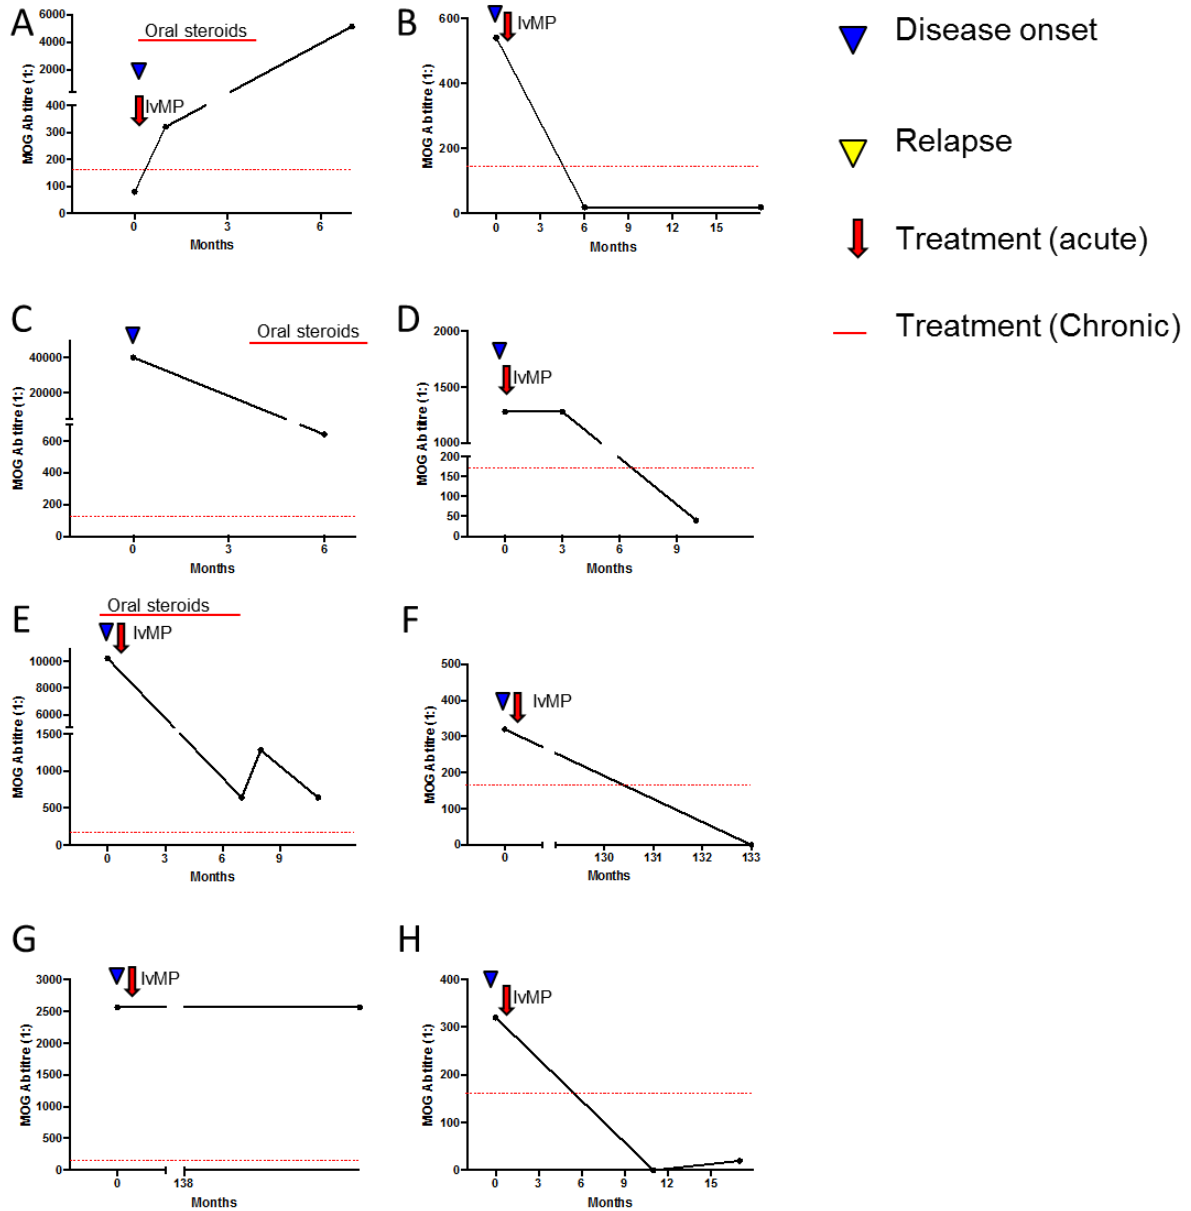 A
Oral steroids
6000
4000
2000
400
300
200
100
0
IvMP
MOG Ab titre (1:)
0 3 6
Months
B
600
400
200
0
IvMP
MOG Ab titre (1:)
0 3 6 9 12 15
Months
Disease onset
Relapse
Treatment (acute)
Treatment (Chronic)
C
Oral steroids
40000
20000
600
400
200
0
MOG Ab titre (1:)
0 3 6
Months
D
2000
1500
1000
200
150
100
50
0
IvMP
MOG Ab titre (1:)
0 3 6 9
Months
E
Oral steroids
IvMP
10000
8000
6000
1500
1000
500
0
MOG Ab titre (1:)
0 3 6 9
Months
F
500
400
300
200
100
0
IvMP
MOG Ab titre (1:)
0 130 131 132 133
Months
G
IvMP
3000
2500
2000
1500
1000
500
0
MOG Ab titre (1:)
0 138
Months
H
400
300
200
100
0
IvMP
MOG Ab titre (1:)
0 3 6 9 12 15
Months